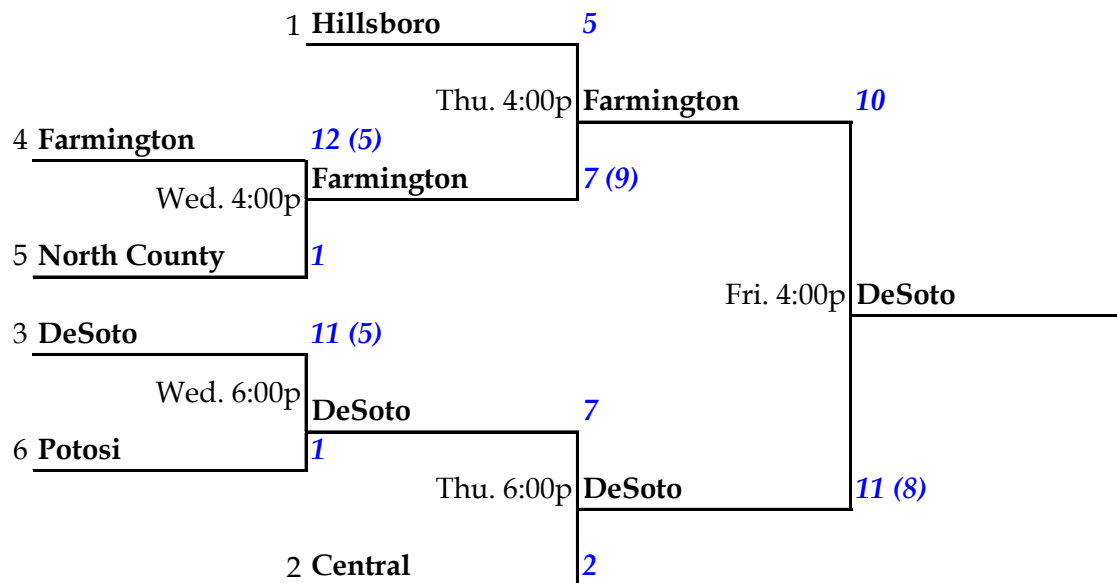 1 Hillsboro 5
Thu. 4:00p Farmington 10
4 Farmington 12 (5)
Farmington 7 (9)
Wed. 4:00p
5 North County 1
Fri. 4:00p DeSoto
3 DeSoto 11 (5)
Wed. 6:00p
DeSoto 7
6 Potosi 1
Thu. 6:00p DeSoto 11 (8)
2 Central 2